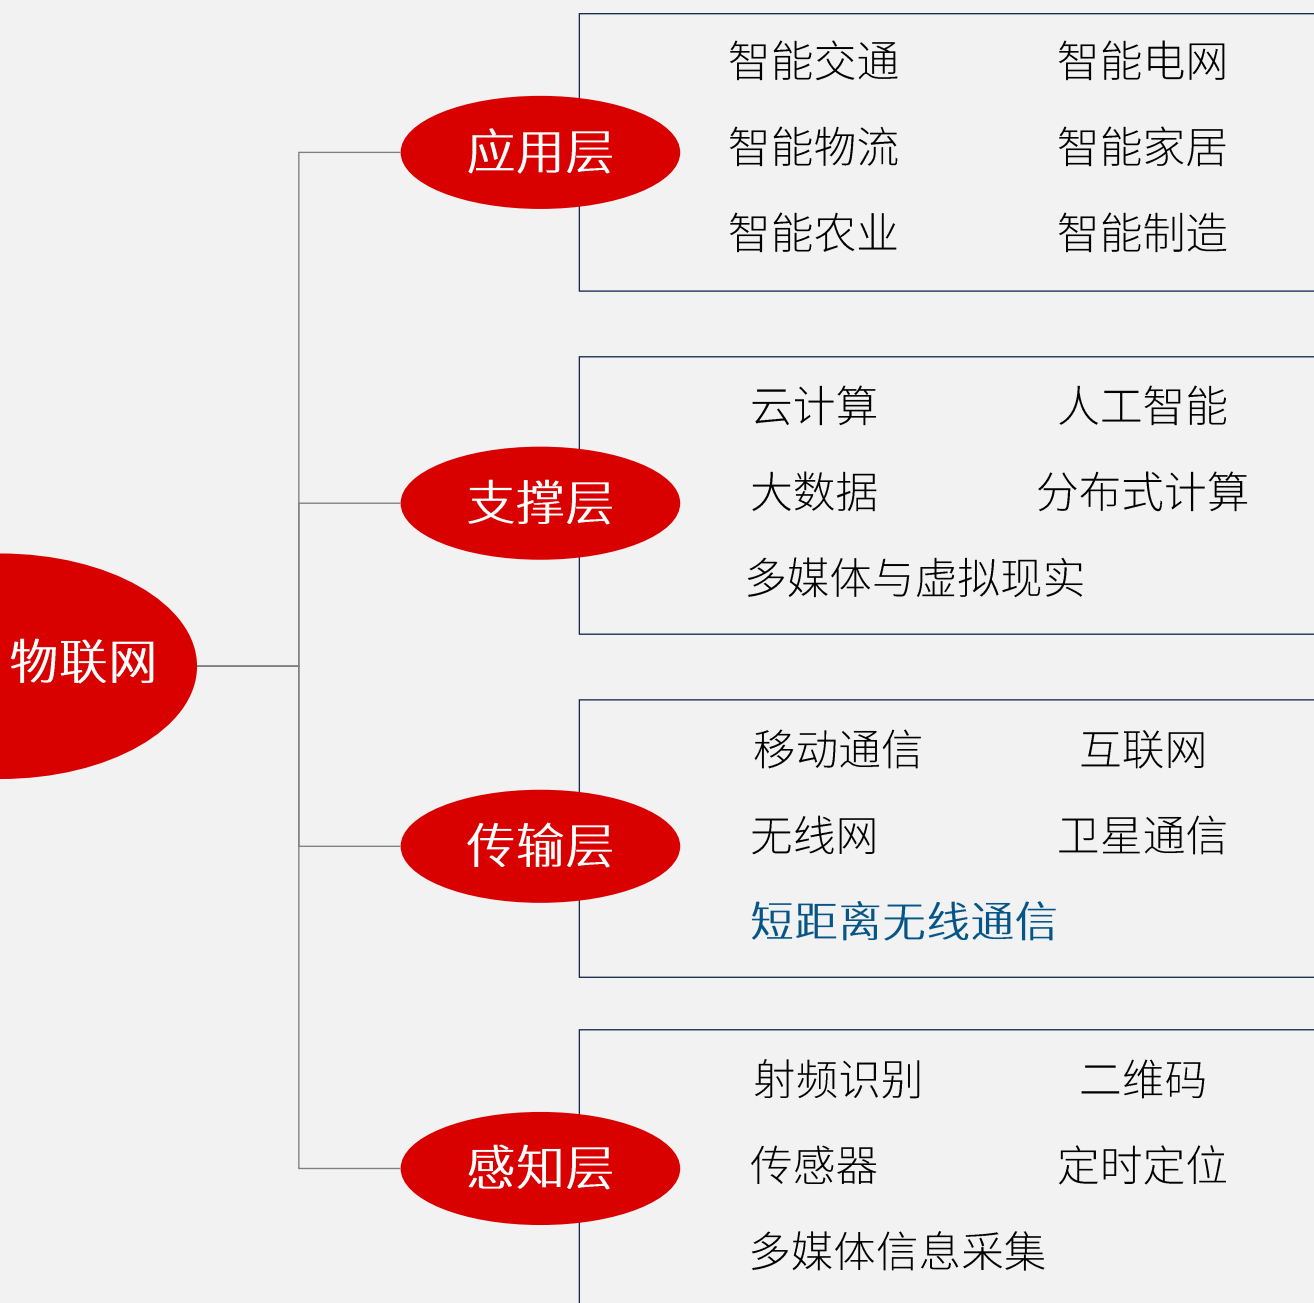 物联网
应用层
智能交通 智能电网
智能物流 智能家居
智能农业 智能制造
支撑层
云计算 人工智能
大数据 分布式计算
多媒体与虚拟现实
传输层
移动通信 互联网
无线网 卫星通信
短距离无线通信
感知层
射频识别 二维码
传感器 定时定位
多媒体信息采集